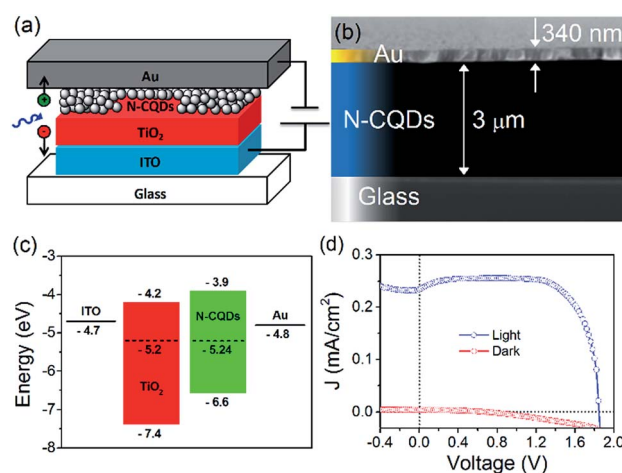 (a)
Au
N-CQDs
TiO₂
ITO
Glass
+
-
(b)
340 nm
Au
N-CQDs
3 μm
Glass
(c)
Energy (eV)
-3
-4
-5
-6
-7
-8
ITO
- 4.7
- 4.2
- 5.2
TiO₂
- 7.4
- 3.9
N-CQDs
- 5.24
- 6.6
Au
- 4.8
(d)
J (mA/cm²)
0.3
0.2
0.1
0.0
Light
Dark
-0.4 0.0 0.4 0.8 1.2 1.6 2.0
Voltage (V)